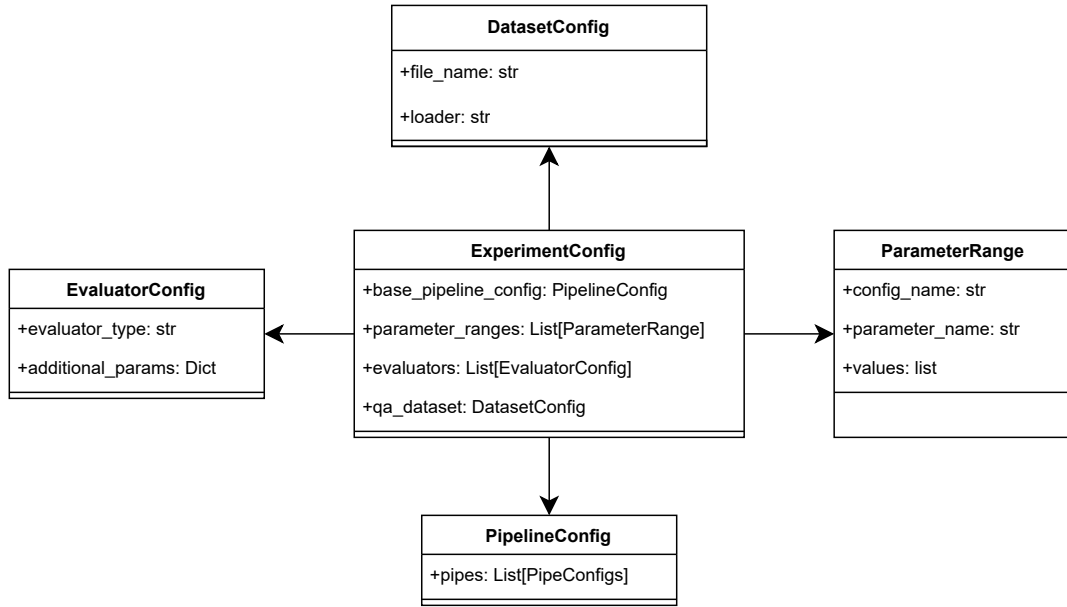 DatasetConfig
+file_name: str
+loader: str
ExperimentConfig
+base_pipeline_config: PipelineConfig
+parameter_ranges: List[ParameterRange]
+evaluators: List[EvaluatorConfig]
+qa_dataset: DatasetConfig
ParameterRange
+config_name: str
+parameter_name: str
+values: list
EvaluatorConfig
+evaluator_type: str
+additional_params: Dict
PipelineConfig
+pipes: List[PipeConfigs]